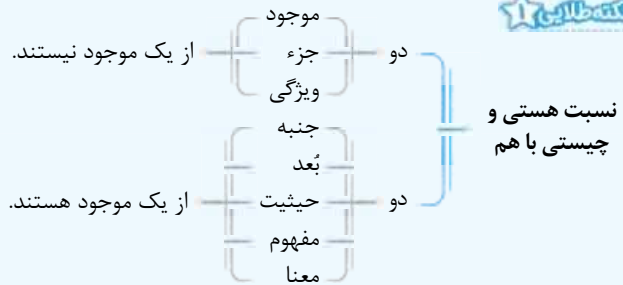 نکته طلایی ۱
نسبت هستی و
چیستی با هم
دو
موجود
جزء
ویژگی
از یک موجود نیستند.
دو
جنبه
بُعد
حیثیت
مفهوم
معنا
از یک موجود هستند.